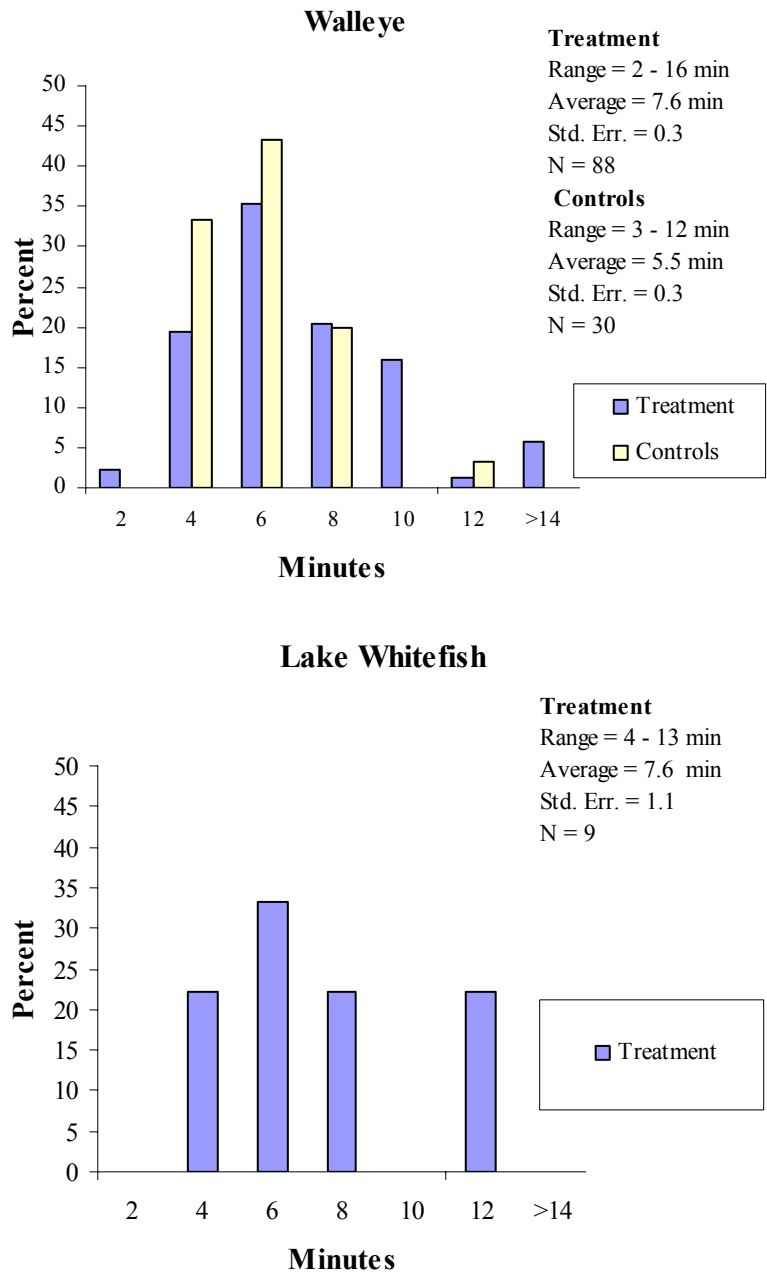 Walleye
Treatment
Range = 2 - 16 min
Average = 7.6 min
Std. Err. = 0.3
N = 88
Controls
Range = 3 - 12 min
Average = 5.5 min
Std. Err. = 0.3
N = 30
50
45
40
35
30
25
20
15
10
5
0
Percent
2 4 6 8 10 12 >14
Minutes
Treatment
Controls
Lake Whitefish
Treatment
Range = 4 - 13 min
Average = 7.6 min
Std. Err. = 1.1
N = 9
50
45
40
35
30
25
20
15
10
5
0
Percent
2 4 6 8 10 12 >14
Minutes
Treatment